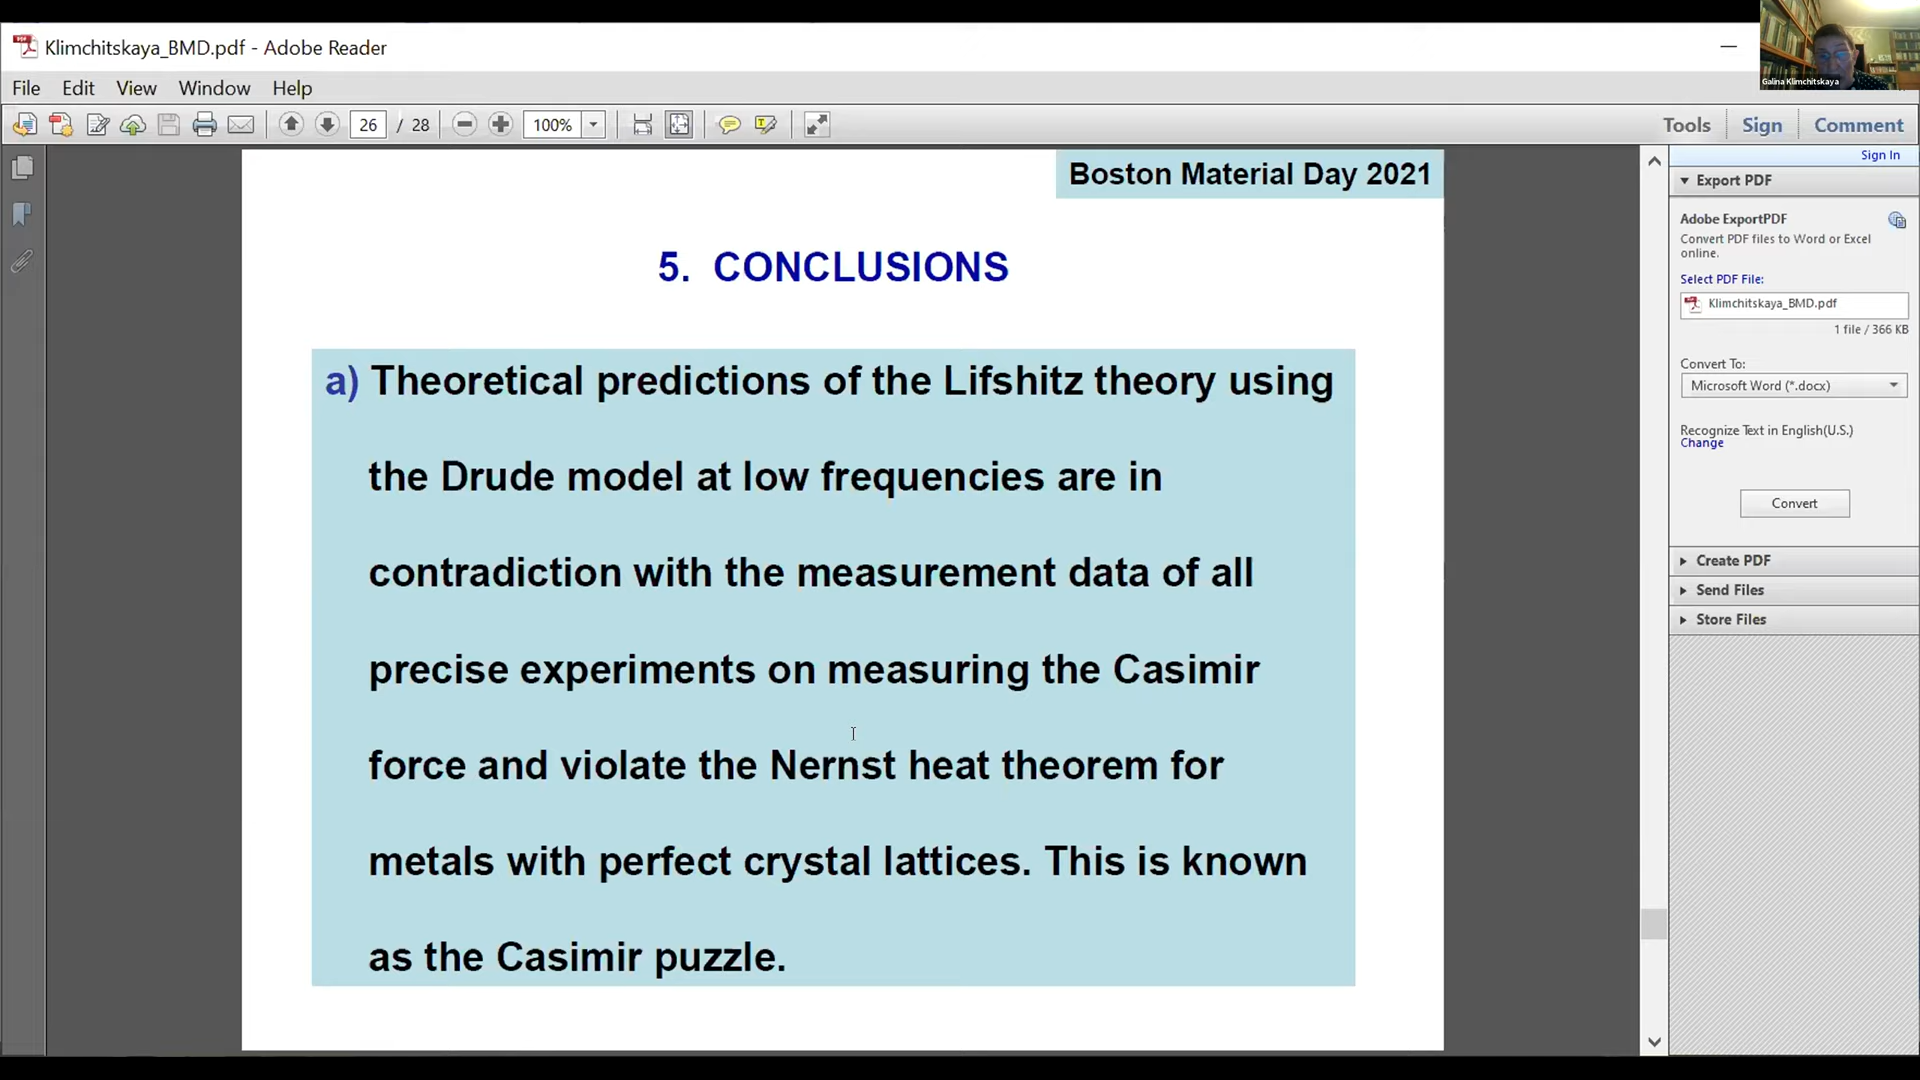 Klimchitskaya_BMD.pdf - Adobe Reader
Galina Klimchitskaya
File Edit View Window Help
26 / 28 100% Tools Sign Comment
Boston Material Day 2021
5. CONCLUSIONS
a) Theoretical predictions of the Lifshitz theory using
the Drude model at low frequencies are in
contradiction with the measurement data of all
precise experiments on measuring the Casimir
force and violate the Nernst heat theorem for
metals with perfect crystal lattices. This is known
as the Casimir puzzle.
Sign In
Export PDF
Adobe ExportPDF
Convert PDF files to Word or Excel
online.
Select PDF File:
Klimchitskaya_BMD.pdf
1 file / 366 KB
Convert To:
Microsoft Word (*.docx)
Recognize Text in English(U.S.)
Change
Convert
Create PDF
Send Files
Store Files